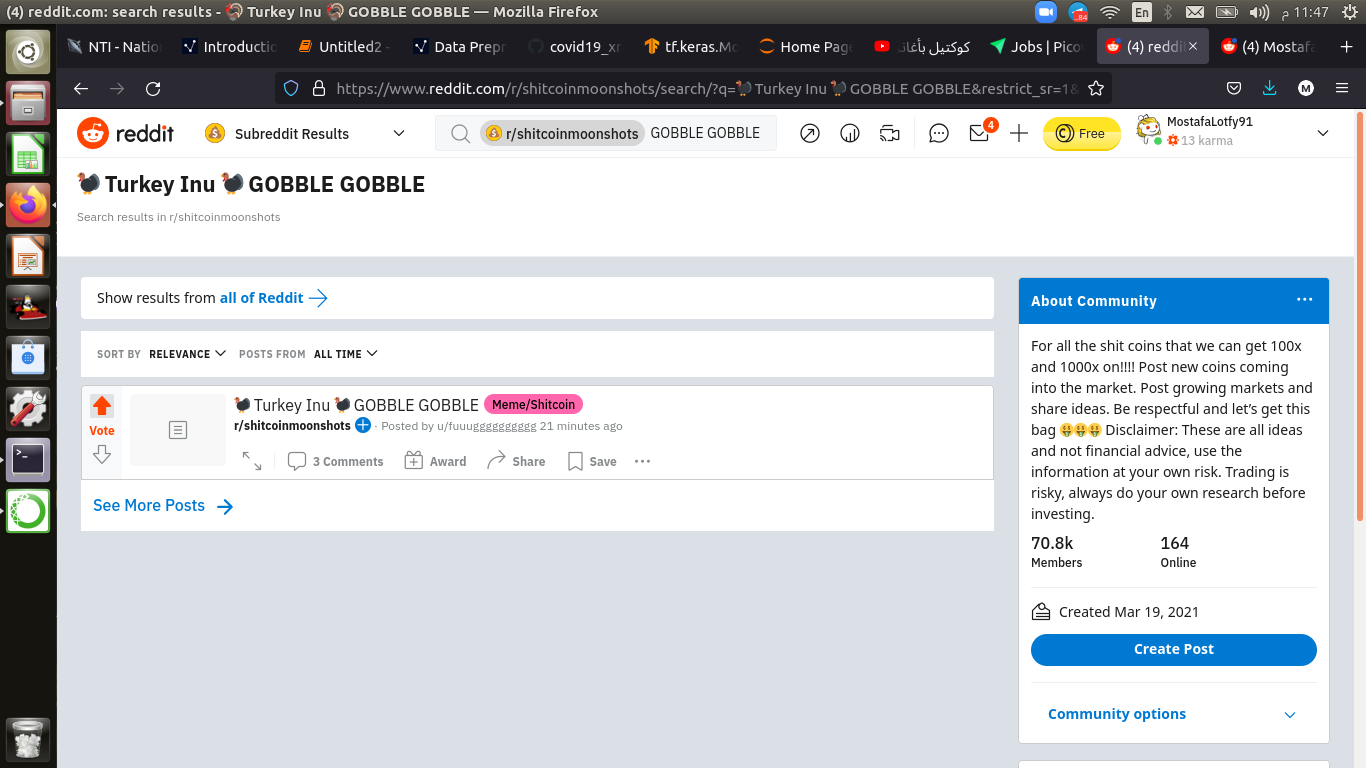 (4) reddit.com: search results - 🦃 Turkey Inu 🦃 GOBBLE GOBBLE — Mozilla Firefox
.84
En
11:47 م
NTI - Natio
Introductic
Untitled2 -
Data Prepr
covid19_xr
tf.keras.Mo
Home Page
كوكتيل بأغان
Jobs | Pico
(4) reddit
(4) Mostafa
https://www.reddit.com/r/shitcoinmoonshots/search/?q=🦃 Turkey Inu 🦃 GOBBLE GOBBLE&restrict_sr=1&
M
reddit
Subreddit Results
r/shitcoinmoonshots GOBBLE GOBBLE
4
Free
MostafaLotfy91
13 karma
🦃 Turkey Inu 🦃 GOBBLE GOBBLE
Search results in r/shitcoinmoonshots
Show results from all of Reddit
SORT BY RELEVANCE POSTS FROM ALL TIME
Vote
🦃 Turkey Inu 🦃 GOBBLE GOBBLE Meme/Shitcoin
r/shitcoinmoonshots · Posted by u/fuuugggggggggg 21 minutes ago
3 Comments Award Share Save ...
See More Posts
About Community
...
For all the shit coins that we can get 100x
and 1000x on!!!! Post new coins coming
into the market. Post growing markets and
share ideas. Be respectful and let’s get this
bag 🤑🤑🤑 Disclaimer: These are all ideas
and not financial advice, use the
information at your own risk. Trading is
risky, always do your own research before
investing.
70.8k 164
Members Online
Created Mar 19, 2021
Create Post
Community options